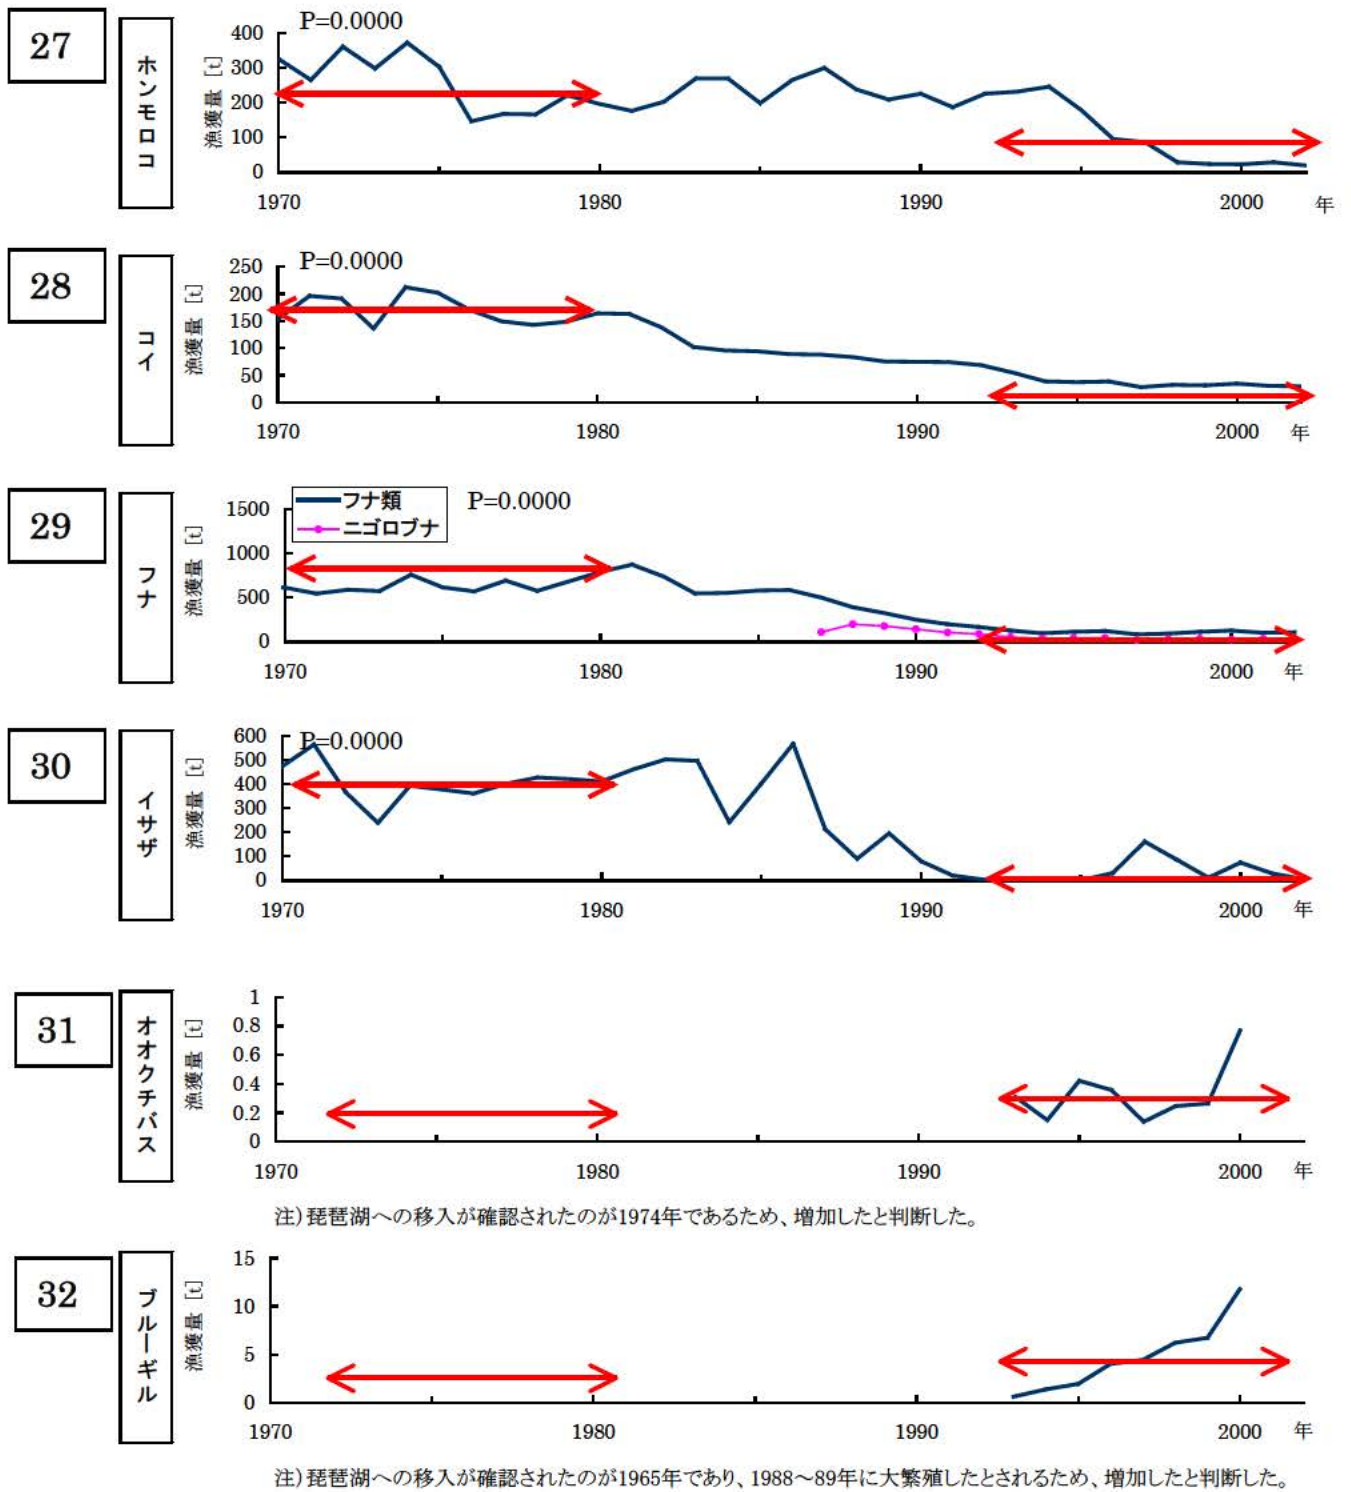 27
ホンモロコ
漁獲量 [t]
P=0.0000
400
300
200
100
0
1970 1980 1990 2000 年
28
コイ
漁獲量 [t]
P=0.0000
250
200
150
100
50
0
1970 1980 1990 2000 年
29
フナ
漁獲量 [t]
フナ類
ニゴロブナ
P=0.0000
1500
1000
500
0
1970 1980 1990 2000 年
30
イサザ
漁獲量 [t]
P=0.0000
600
500
400
300
200
100
0
1970 1980 1990 2000 年
31
オオクチバス
漁獲量 [t]
1
0.8
0.6
0.4
0.2
0
1970 1980 1990 2000 年
注)琵琶湖への移入が確認されたのが1974年であるため、増加したと判断した。
32
ブルーギル
漁獲量 [t]
15
10
5
0
1970 1980 1990 2000 年
注)琵琶湖への移入が確認されたのが1965年であり、1988～89年に大繁殖したとされるため、増加したと判断した。